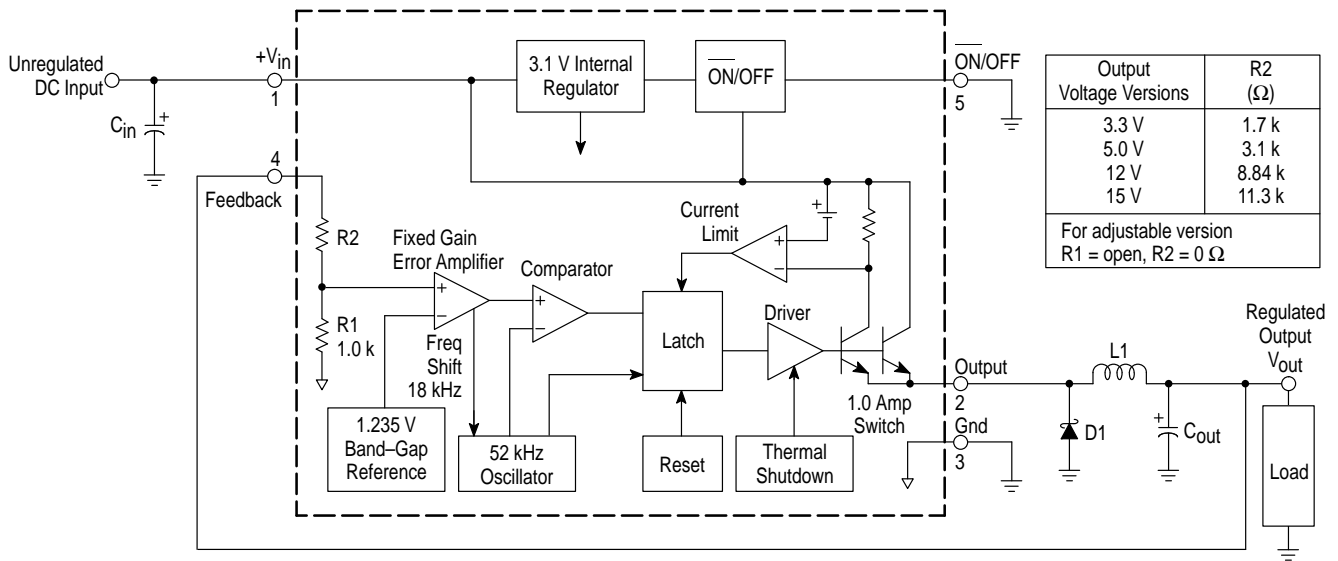 Unregulated
DC Input
+Vin
1
Cin
4
Feedback
3.1 V Internal
Regulator
ON/OFF
ON/OFF
5
Output
Voltage Versions
R2
(Ω)
3.3 V
1.7 k
5.0 V
3.1 k
12 V
8.84 k
15 V
11.3 k
For adjustable version
R1 = open, R2 = 0 Ω
R2
R1
1.0 k
Fixed Gain
Error Amplifier
+
−
Freq
Shift
18 kHz
Comparator
+
−
Current
Limit
+
−
+
Latch
Driver
1.0 Amp
Switch
1.235 V
Band–Gap
Reference
52 kHz
Oscillator
Reset
Thermal
Shutdown
Output
2
Gnd
3
D1
L1
+
Cout
Regulated
Output
Vout
Load
+